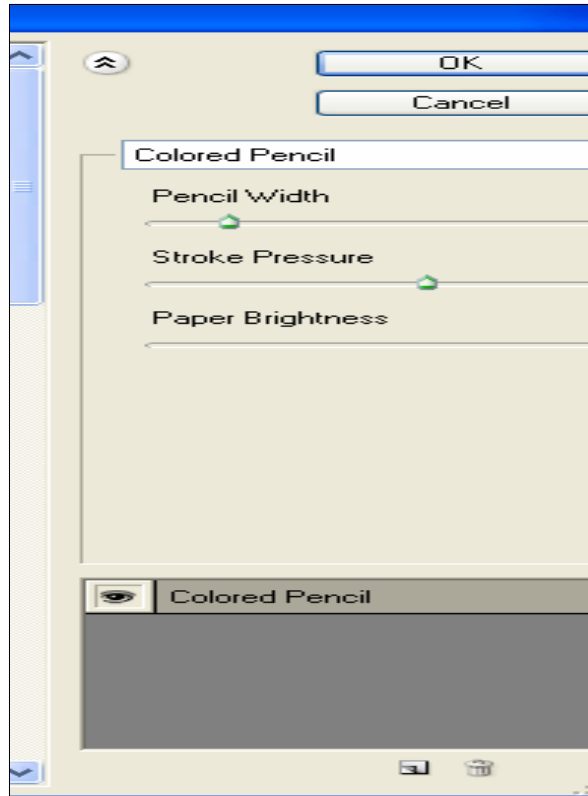 OK
Cancel
Colored Pencil
Pencil Width
Stroke Pressure
Paper Brightness
Colored Pencil